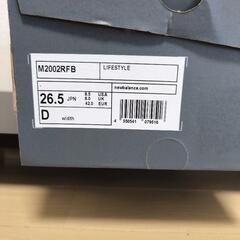 M2002RFB
LIFESTYLE
26.5 JPN
8.5 USA
8.0 UK
42.0 EUR
D width
newbalance.com
4 550541 079516